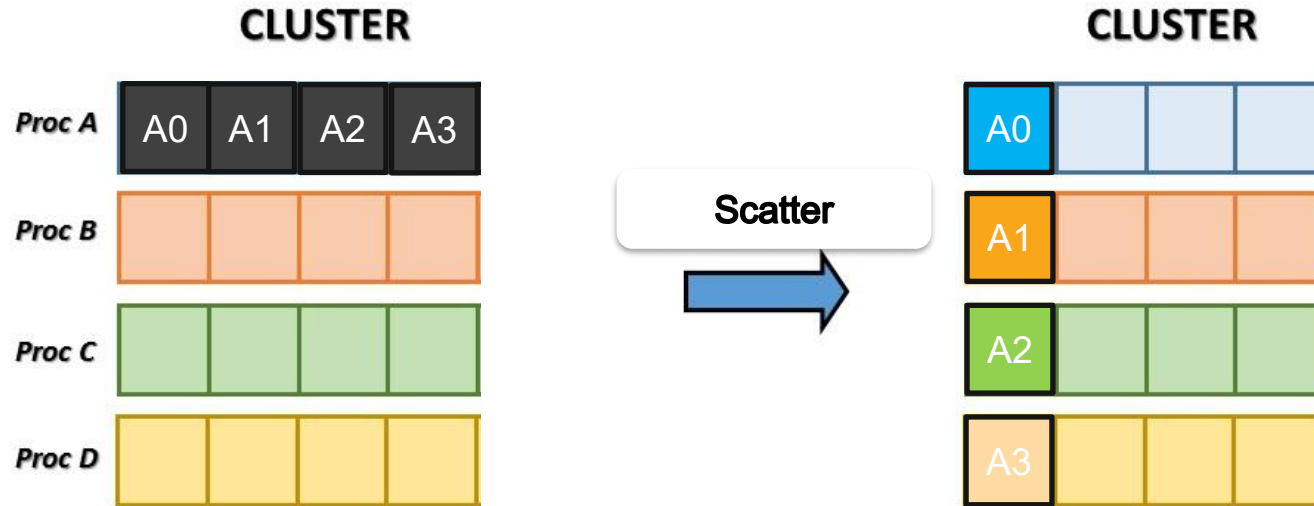 CLUSTER
CLUSTER
Proc A
A0 A1 A2 A3
A0
Proc B
Scatter
A1
Proc C
A2
Proc D
A3